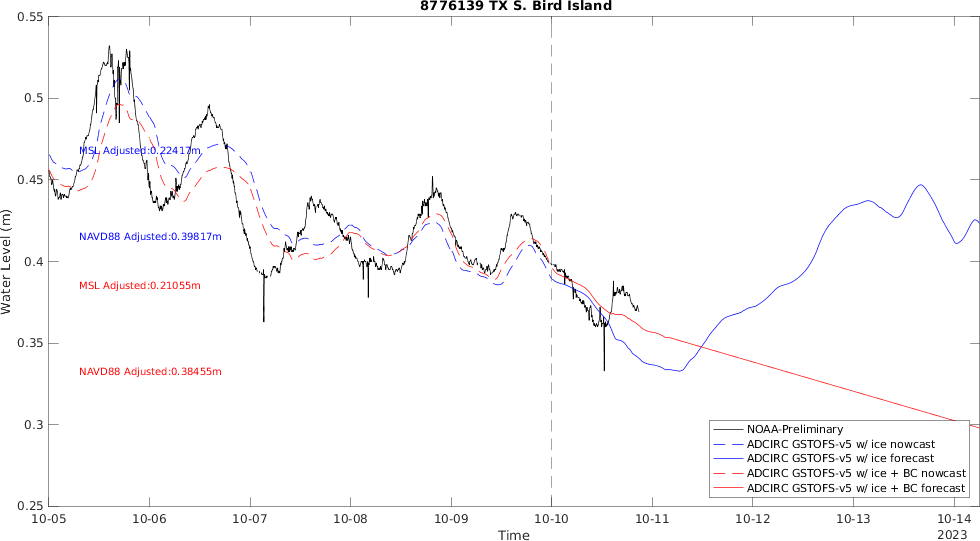 8776139 TX S. Bird Island
0.55
0.5
0.45
0.4
0.35
0.3
0.25
Water Level (m)
MSL Adjusted:0.22417m
NAVD88 Adjusted:0.39817m
MSL Adjusted:0.21055m
NAVD88 Adjusted:0.38455m
NOAA-Preliminary
ADCIRC GSTOFS-v5 w/ ice nowcast
ADCIRC GSTOFS-v5 w/ ice forecast
ADCIRC GSTOFS-v5 w/ ice + BC nowcast
ADCIRC GSTOFS-v5 w/ ice + BC forecast
10-05 10-06 10-07 10-08 10-09 10-10 10-11 10-12 10-13 10-14
Time
2023